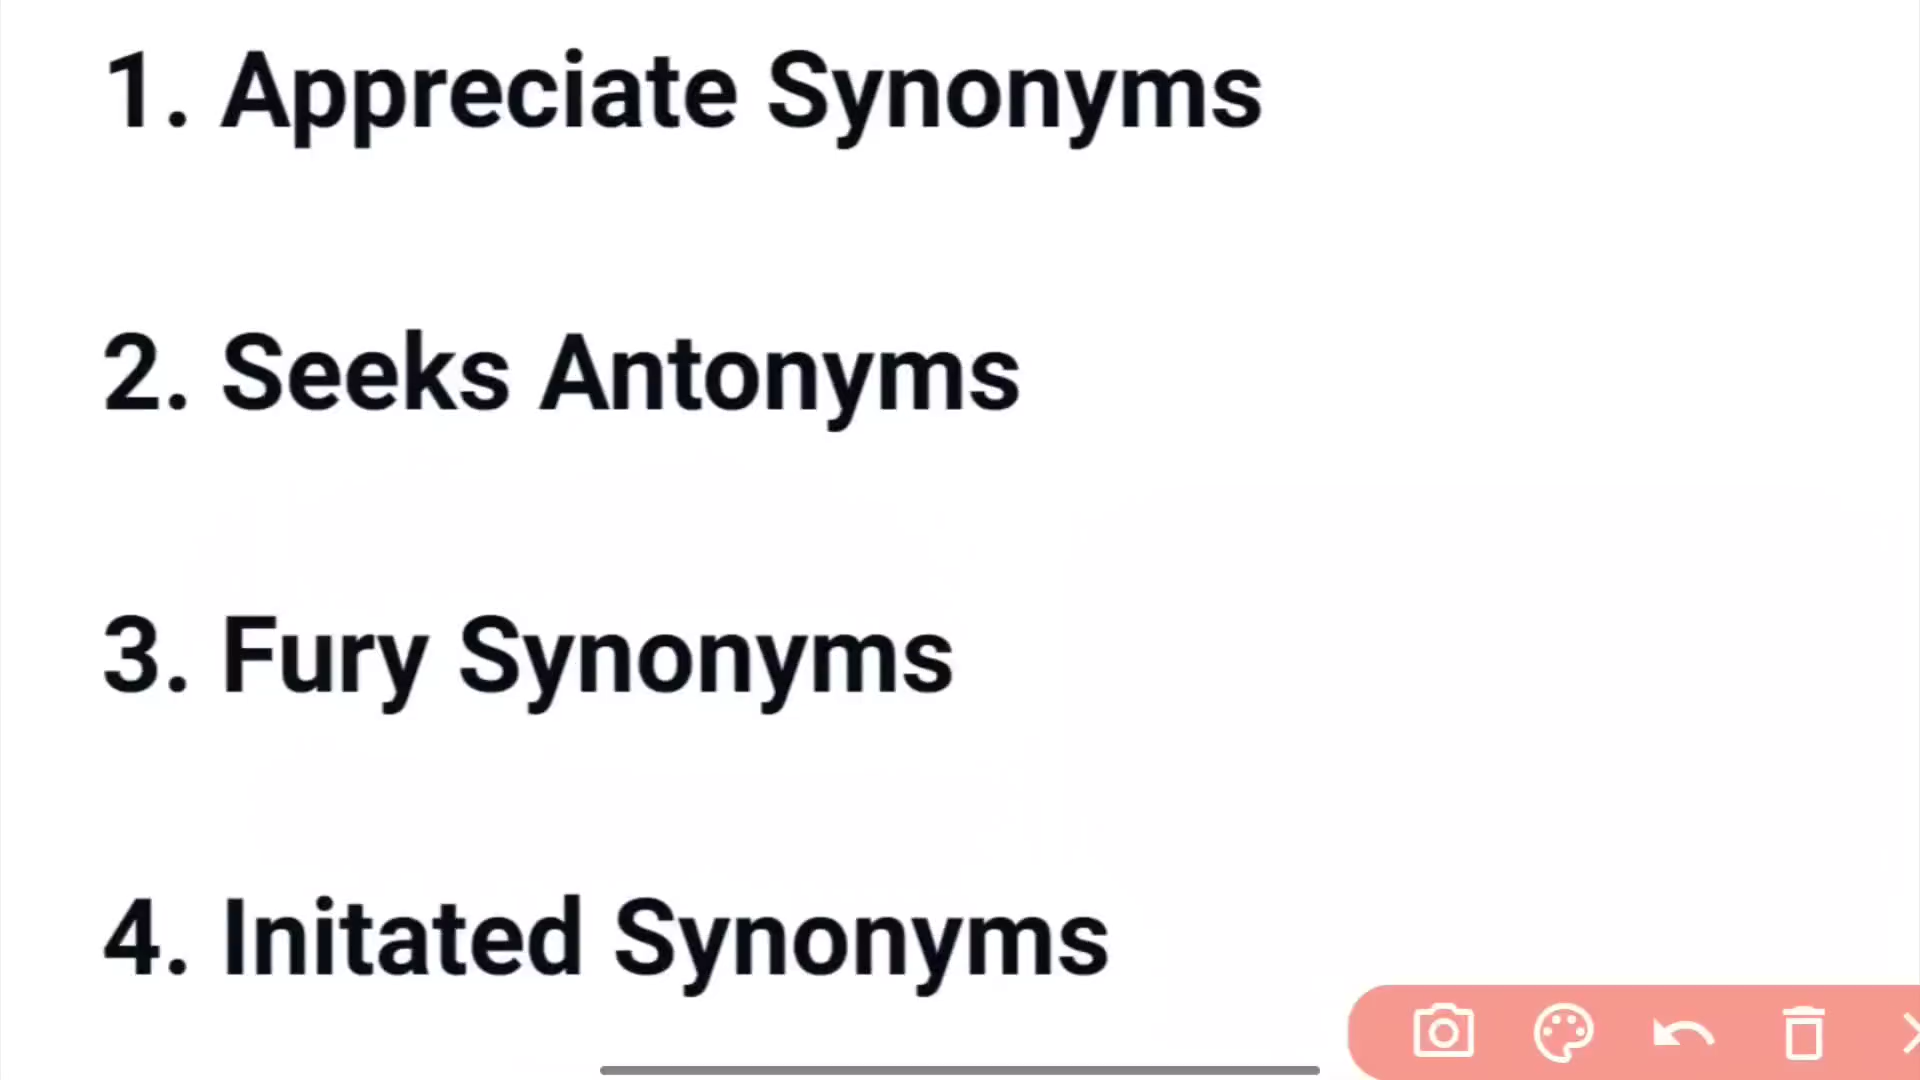 1. Appreciate Synonyms
2. Seeks Antonyms
3. Fury Synonyms
4. Initated Synonyms